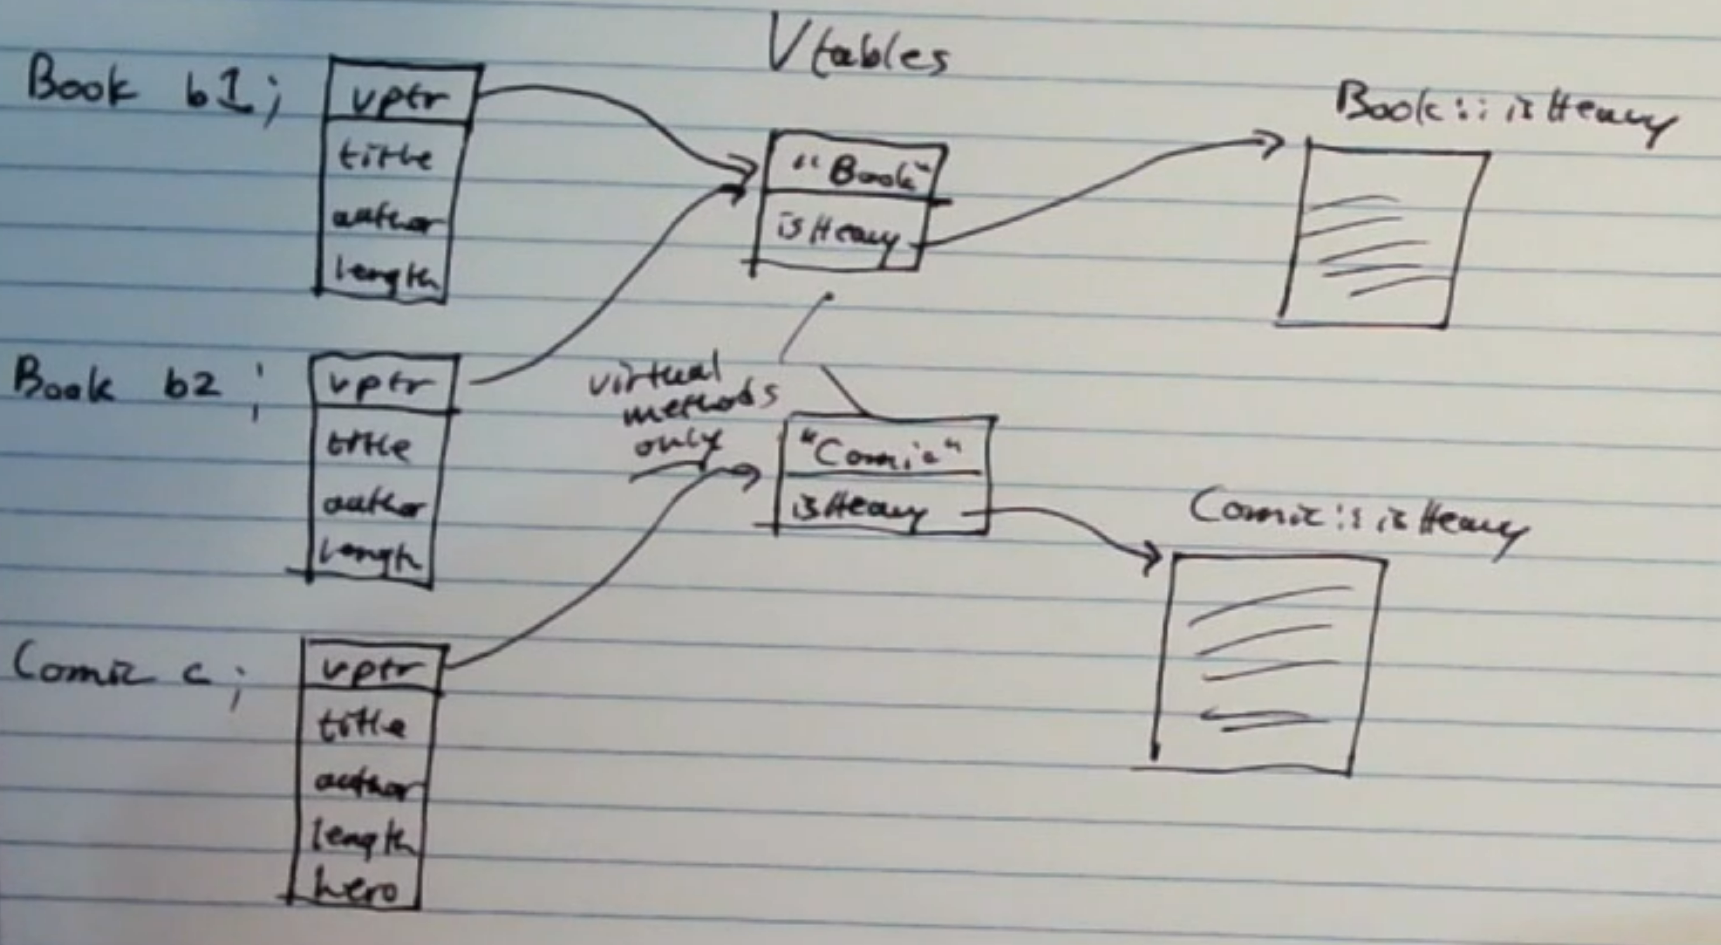 Vtables
Book b1;
vptr
title
author
length
"Book"
isHeavy
Book::isHeavy
Book b2;
vptr
title
author
length
virtual
methods
only
"Comic"
isHeavy
Comic::isHeavy
Comic c;
vptr
title
author
length
hero